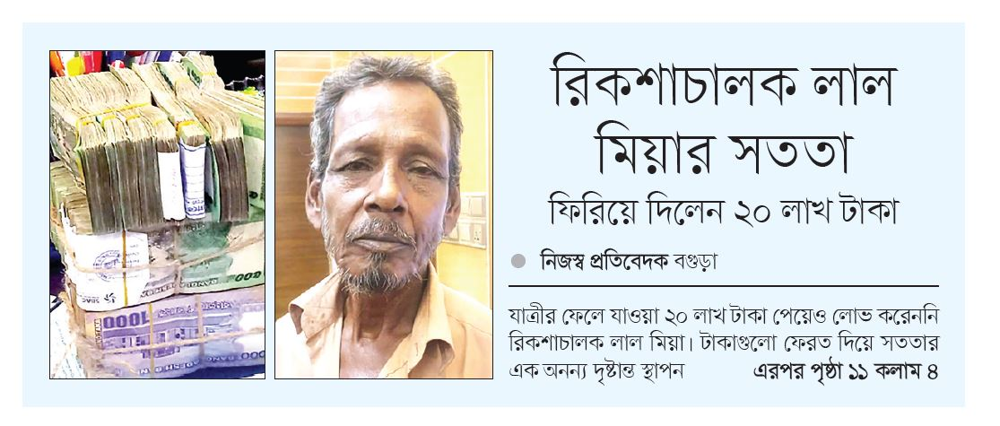 রিকশাচালক লাল
মিয়ার সততা
ফিরিয়ে দিলেন ২০ লাখ টাকা
নিজস্ব প্রতিবেদক বগুড়া
যাত্রীর ফেলে যাওয়া ২০ লাখ টাকা পেয়েও লোভ করেননি
রিকশাচালক লাল মিয়া। টাকাগুলো ফেরত দিয়ে সততার
এক অনন্য দৃষ্টান্ত স্থাপন এরপর পৃষ্ঠা ১১ কলাম ৪
1000